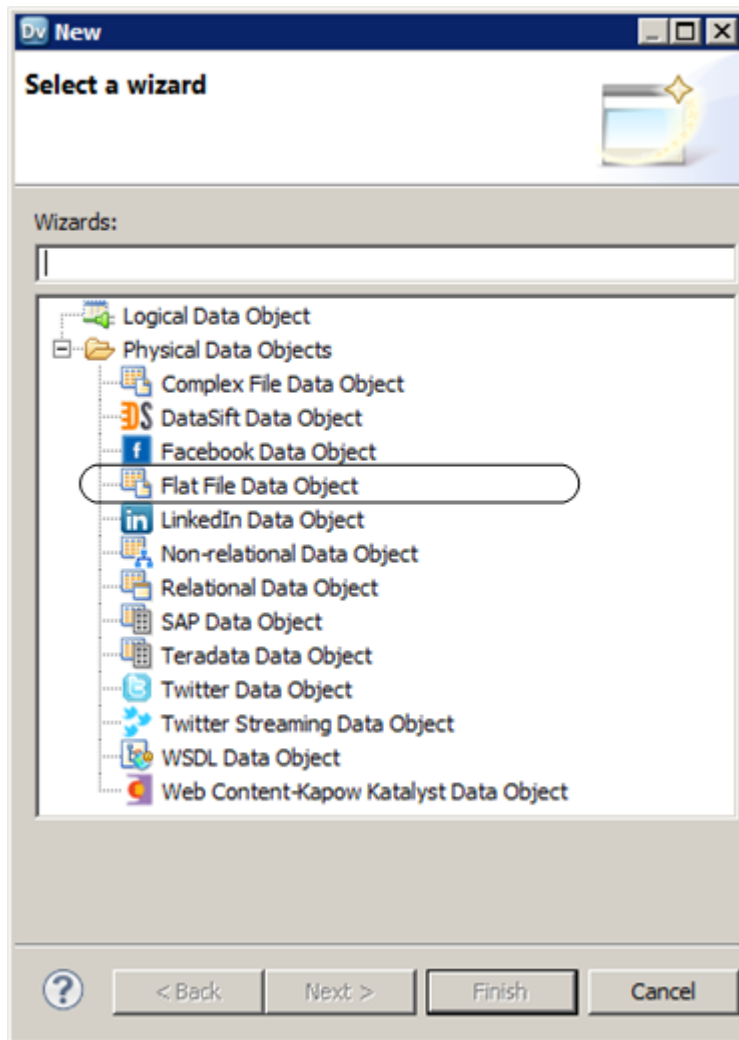 Dv New
Select a wizard
Wizards:
Logical Data Object
Physical Data Objects
Complex File Data Object
DS DataSift Data Object
f Facebook Data Object
Flat File Data Object
in LinkedIn Data Object
Non-relational Data Object
Relational Data Object
SAP Data Object
Teradata Data Object
Twitter Data Object
Twitter Streaming Data Object
WSDL Data Object
Web Content-Kapow Katalyst Data Object
? < Back Next > Finish Cancel